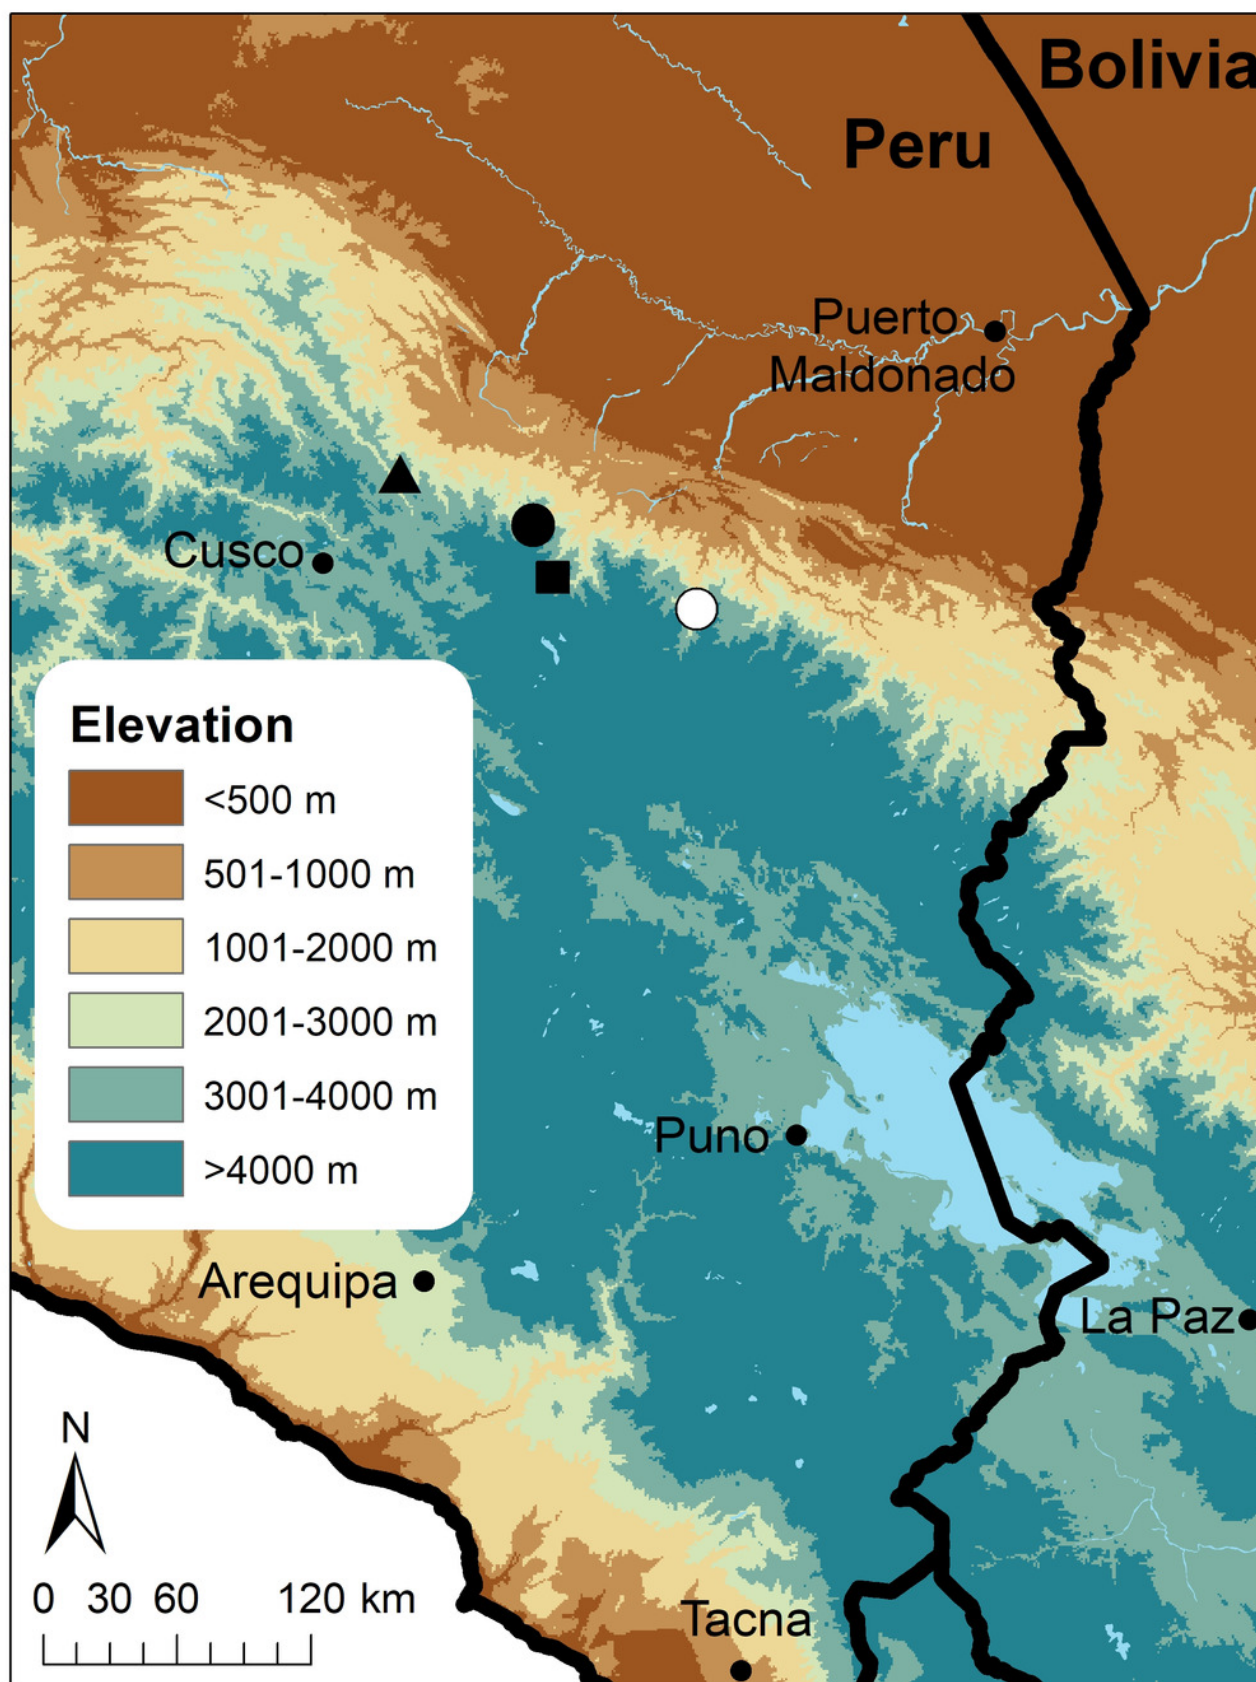 Bolivia
Peru
Puerto
Maldonado
Cusco
Elevation
<500 m
501-1000 m
1001-2000 m
2001-3000 m
3001-4000 m
>4000 m
Puno
Arequipa
La Paz
N
0 30 60 120 km
Tacna